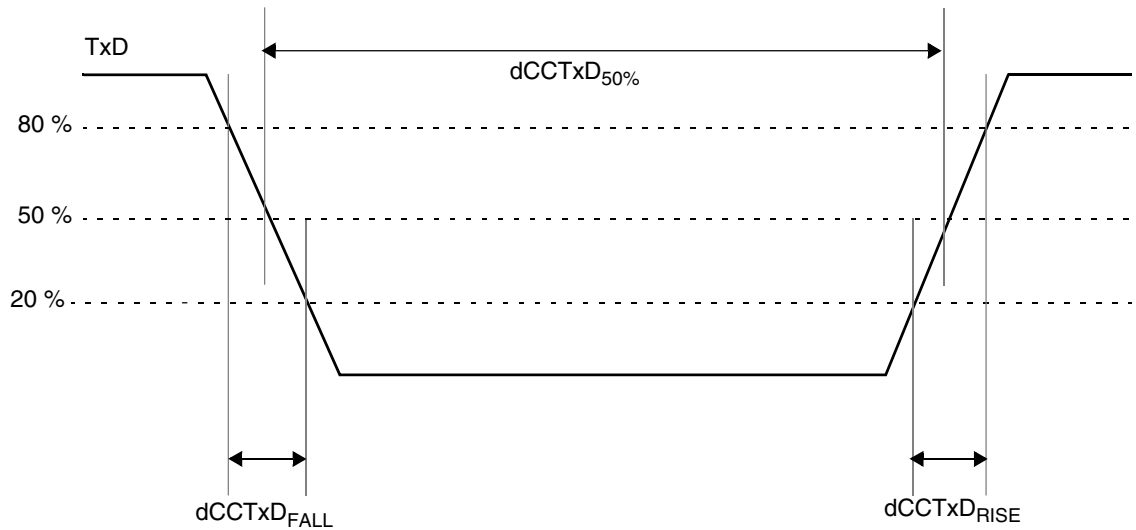 TxD
dCCTxD50%
80 %
50 %
20 %
dCCTxDFALL
dCCTxDRISE